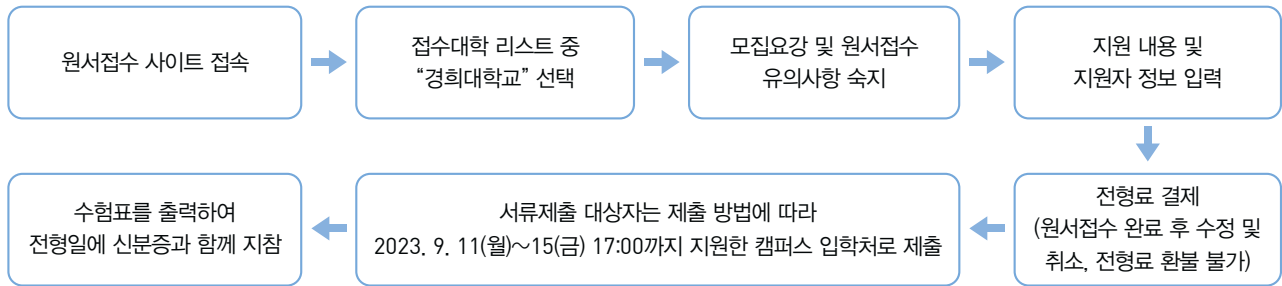 원서접수 사이트 접속
접수대학 리스트 중
“경희대학교” 선택
모집요강 및 원서접수
유의사항 숙지
지원 내용 및
지원자 정보 입력
전형료 결제
(원서접수 완료 후 수정 및
취소, 전형료 환불 불가)
서류제출 대상자는 제출 방법에 따라
2023. 9. 11(월)~15(금) 17:00까지 지원한 캠퍼스 입학처로 제출
수험표를 출력하여
전형일에 신분증과 함께 지참